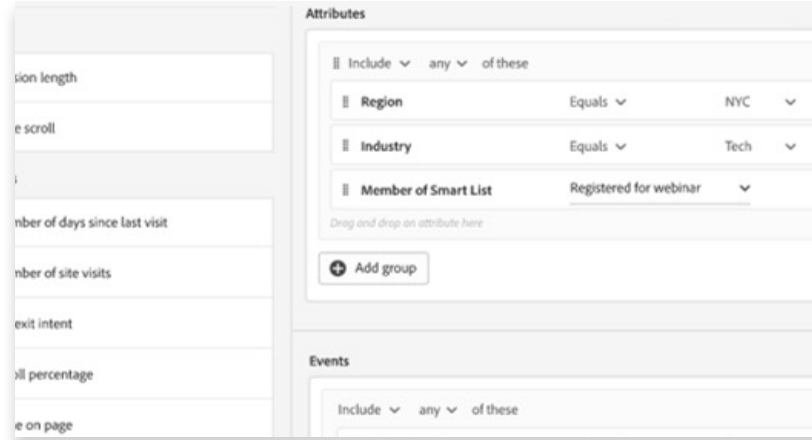 sion length
e scroll
s
mber of days since last visit
mber of site visits
exit intent
oll percentage
e on page
Attributes
Include any of these
Region Equals NYC
Industry Equals Tech
Member of Smart List Registered for webinar
Drag and drop an attribute here
Add group
Events
Include any of these